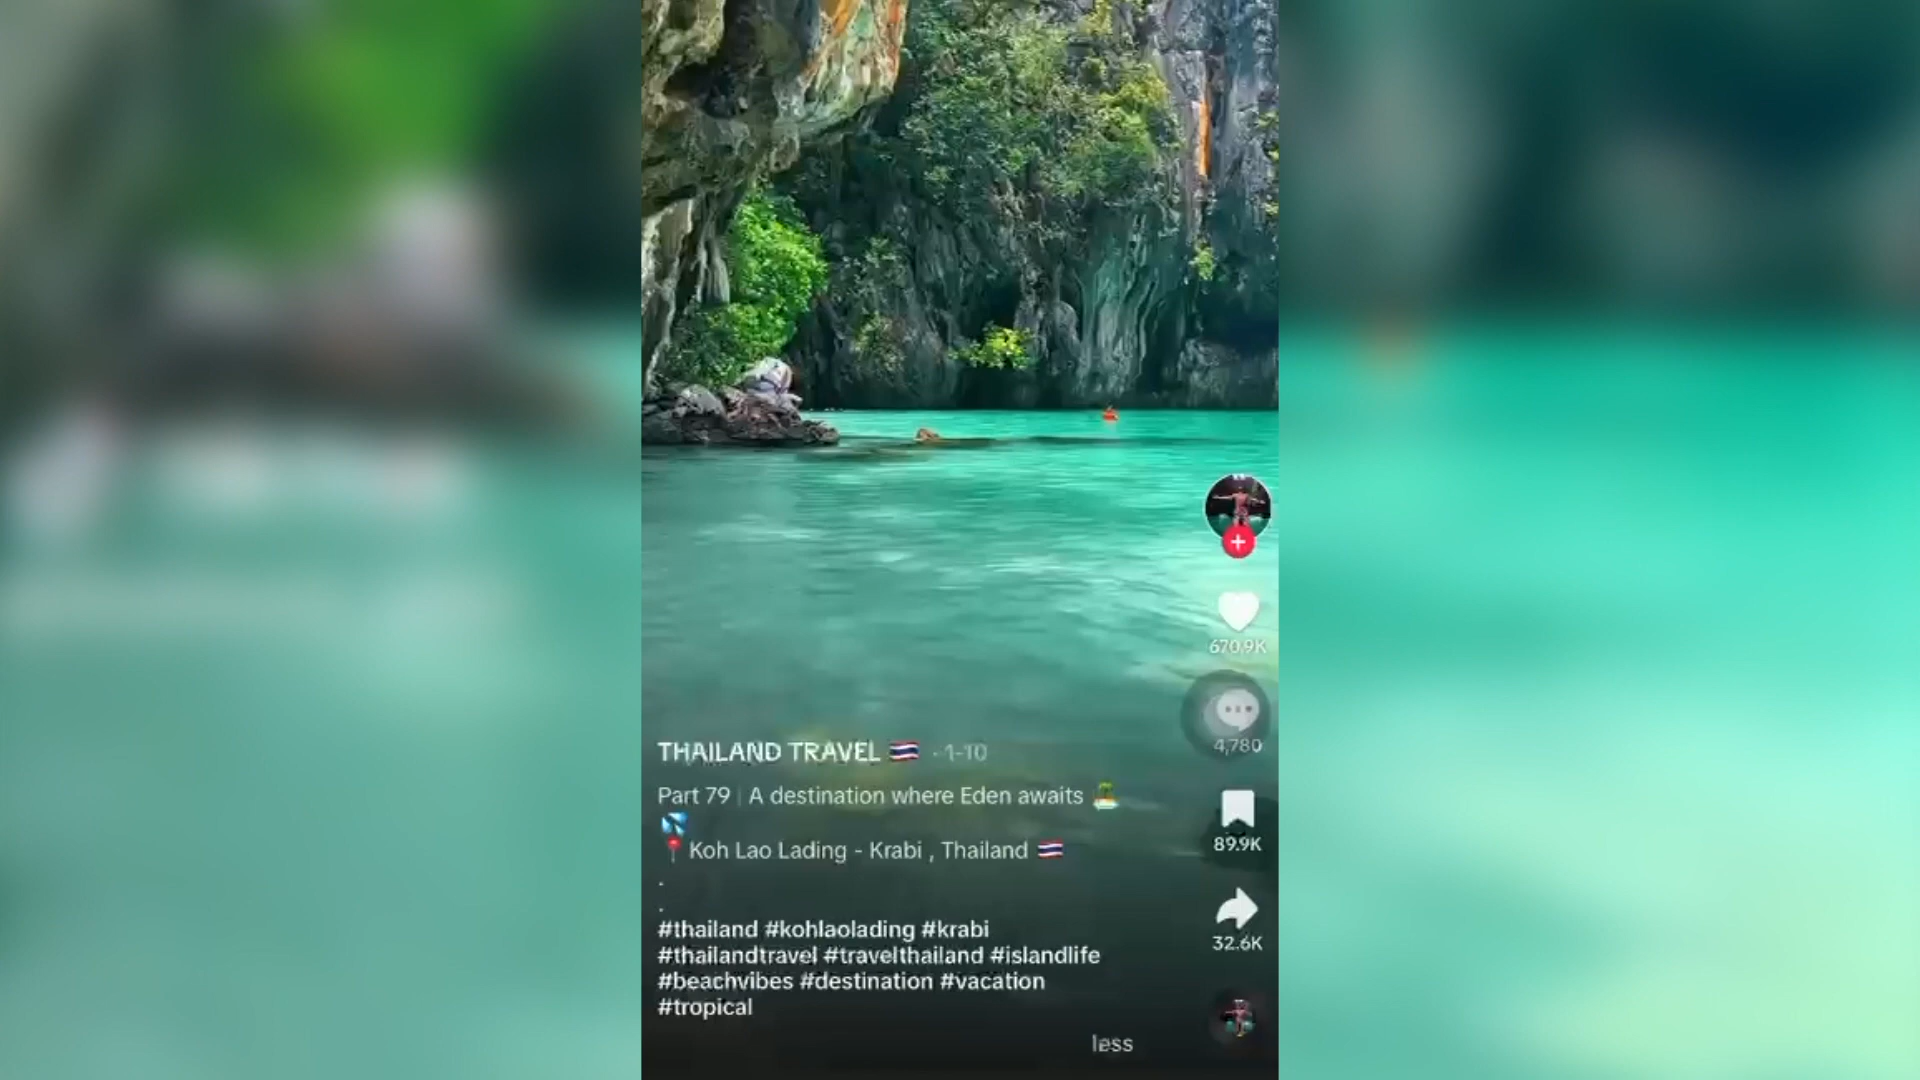 670.9K
4,780
THAILAND TRAVEL 🇹🇭 · 1-10
Part 79 | A destination where Eden awaits 🏝️
💦
📍Koh Lao Lading - Krabi , Thailand 🇹🇭
.
.
89.9K
#thailand #kohlaolading #krabi
#thailandtravel #travelthailand #islandlife
#beachvibes #destination #vacation
#tropical
32.6K
less